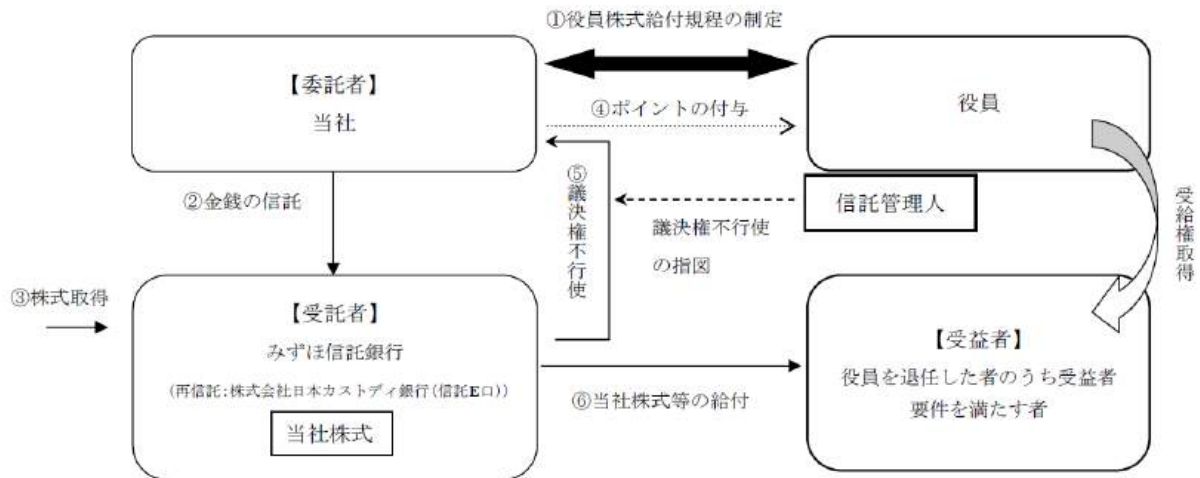 ①役員株式給付規程の制定
【委託者】
当社
役員
④ポイントの付与
②金銭の信託
⑤議決権不行使
信託管理人
議決権不行使
の指図
受給権取得
③株式取得
【受託者】
みずほ信託銀行
(再信託:株式会社日本カストディ銀行(信託E口))
当社株式
⑥当社株式等の給付
【受益者】
役員を退任した者のうち受益者
要件を満たす者